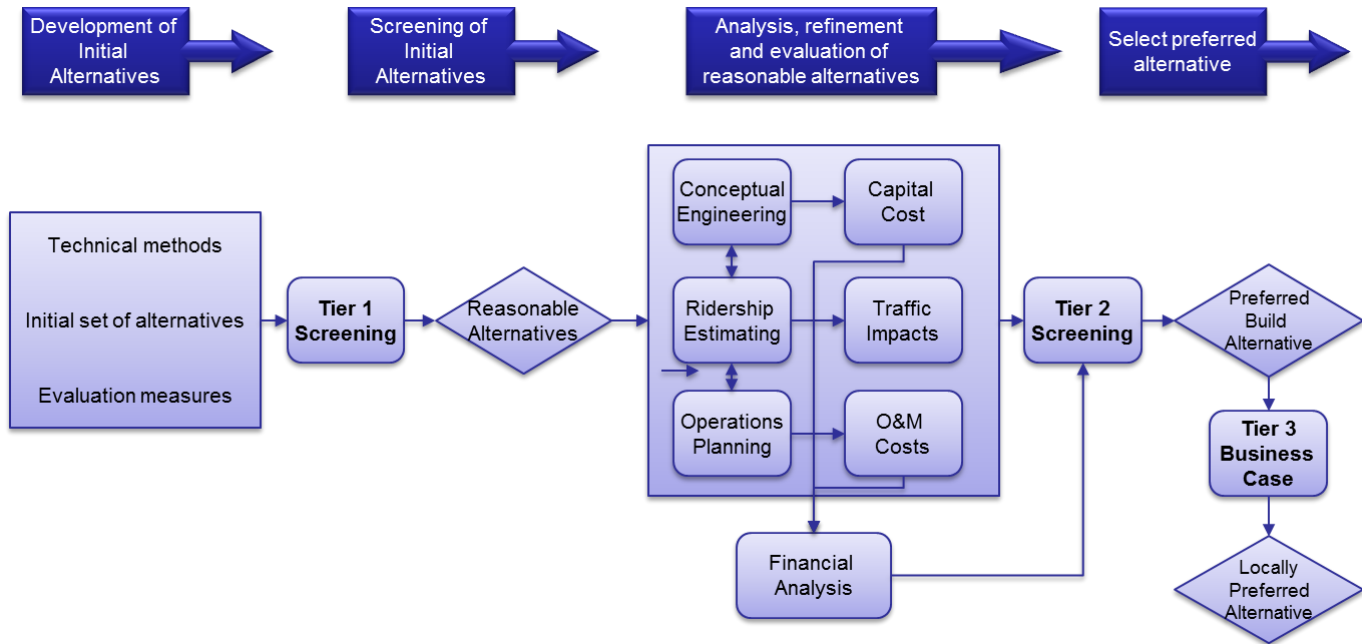 Development of
Initial
Alternatives
Screening of
Initial
Alternatives
Analysis, refinement
and evaluation of
reasonable alternatives
Select preferred
alternative
Technical methods
Initial set of alternatives
Evaluation measures
Tier 1
Screening
Reasonable
Alternatives
Conceptual
Engineering
Capital
Cost
Ridership
Estimating
Traffic
Impacts
Operations
Planning
O&M
Costs
Financial
Analysis
Tier 2
Screening
Preferred
Build
Alternative
Tier 3
Business
Case
Locally
Preferred
Alternative